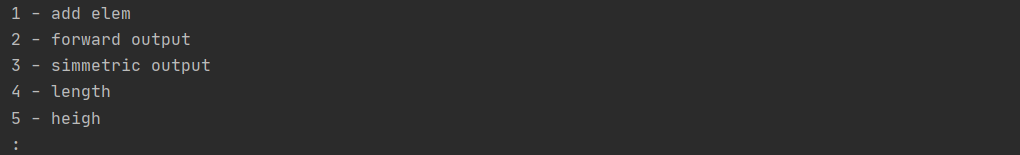 1 - add elem
2 - forward output
3 - simmetric output
4 - length
5 - heigh
: